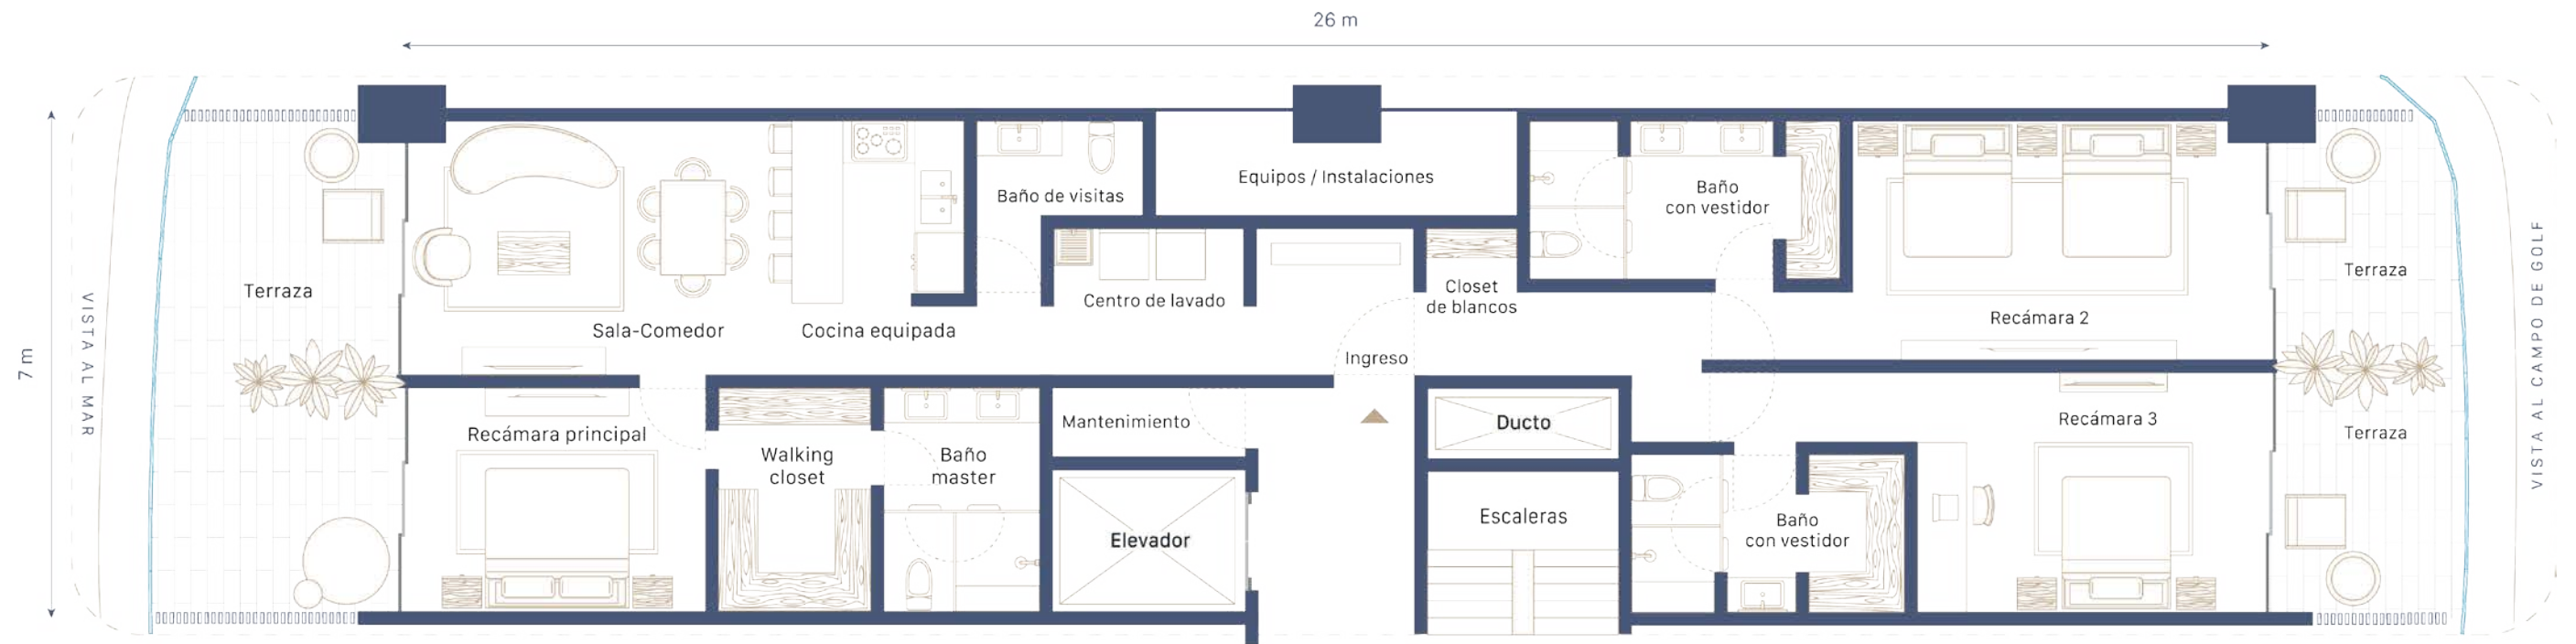 26 m
7 m
VISTA AL MAR
Terraza
Sala-Comedor
Cocina equipada
Baño de visitas
Centro de lavado
Equipos / Instalaciones
Ingreso
Closet
de blancos
Baño
con vestidor
Recámara 2
Terraza
VISTA AL CAMPO DE GOLF
Recámara principal
Walking
closet
Baño
master
Mantenimiento
Elevador
Ducto
Escaleras
Baño
con vestidor
Recámara 3
Terraza